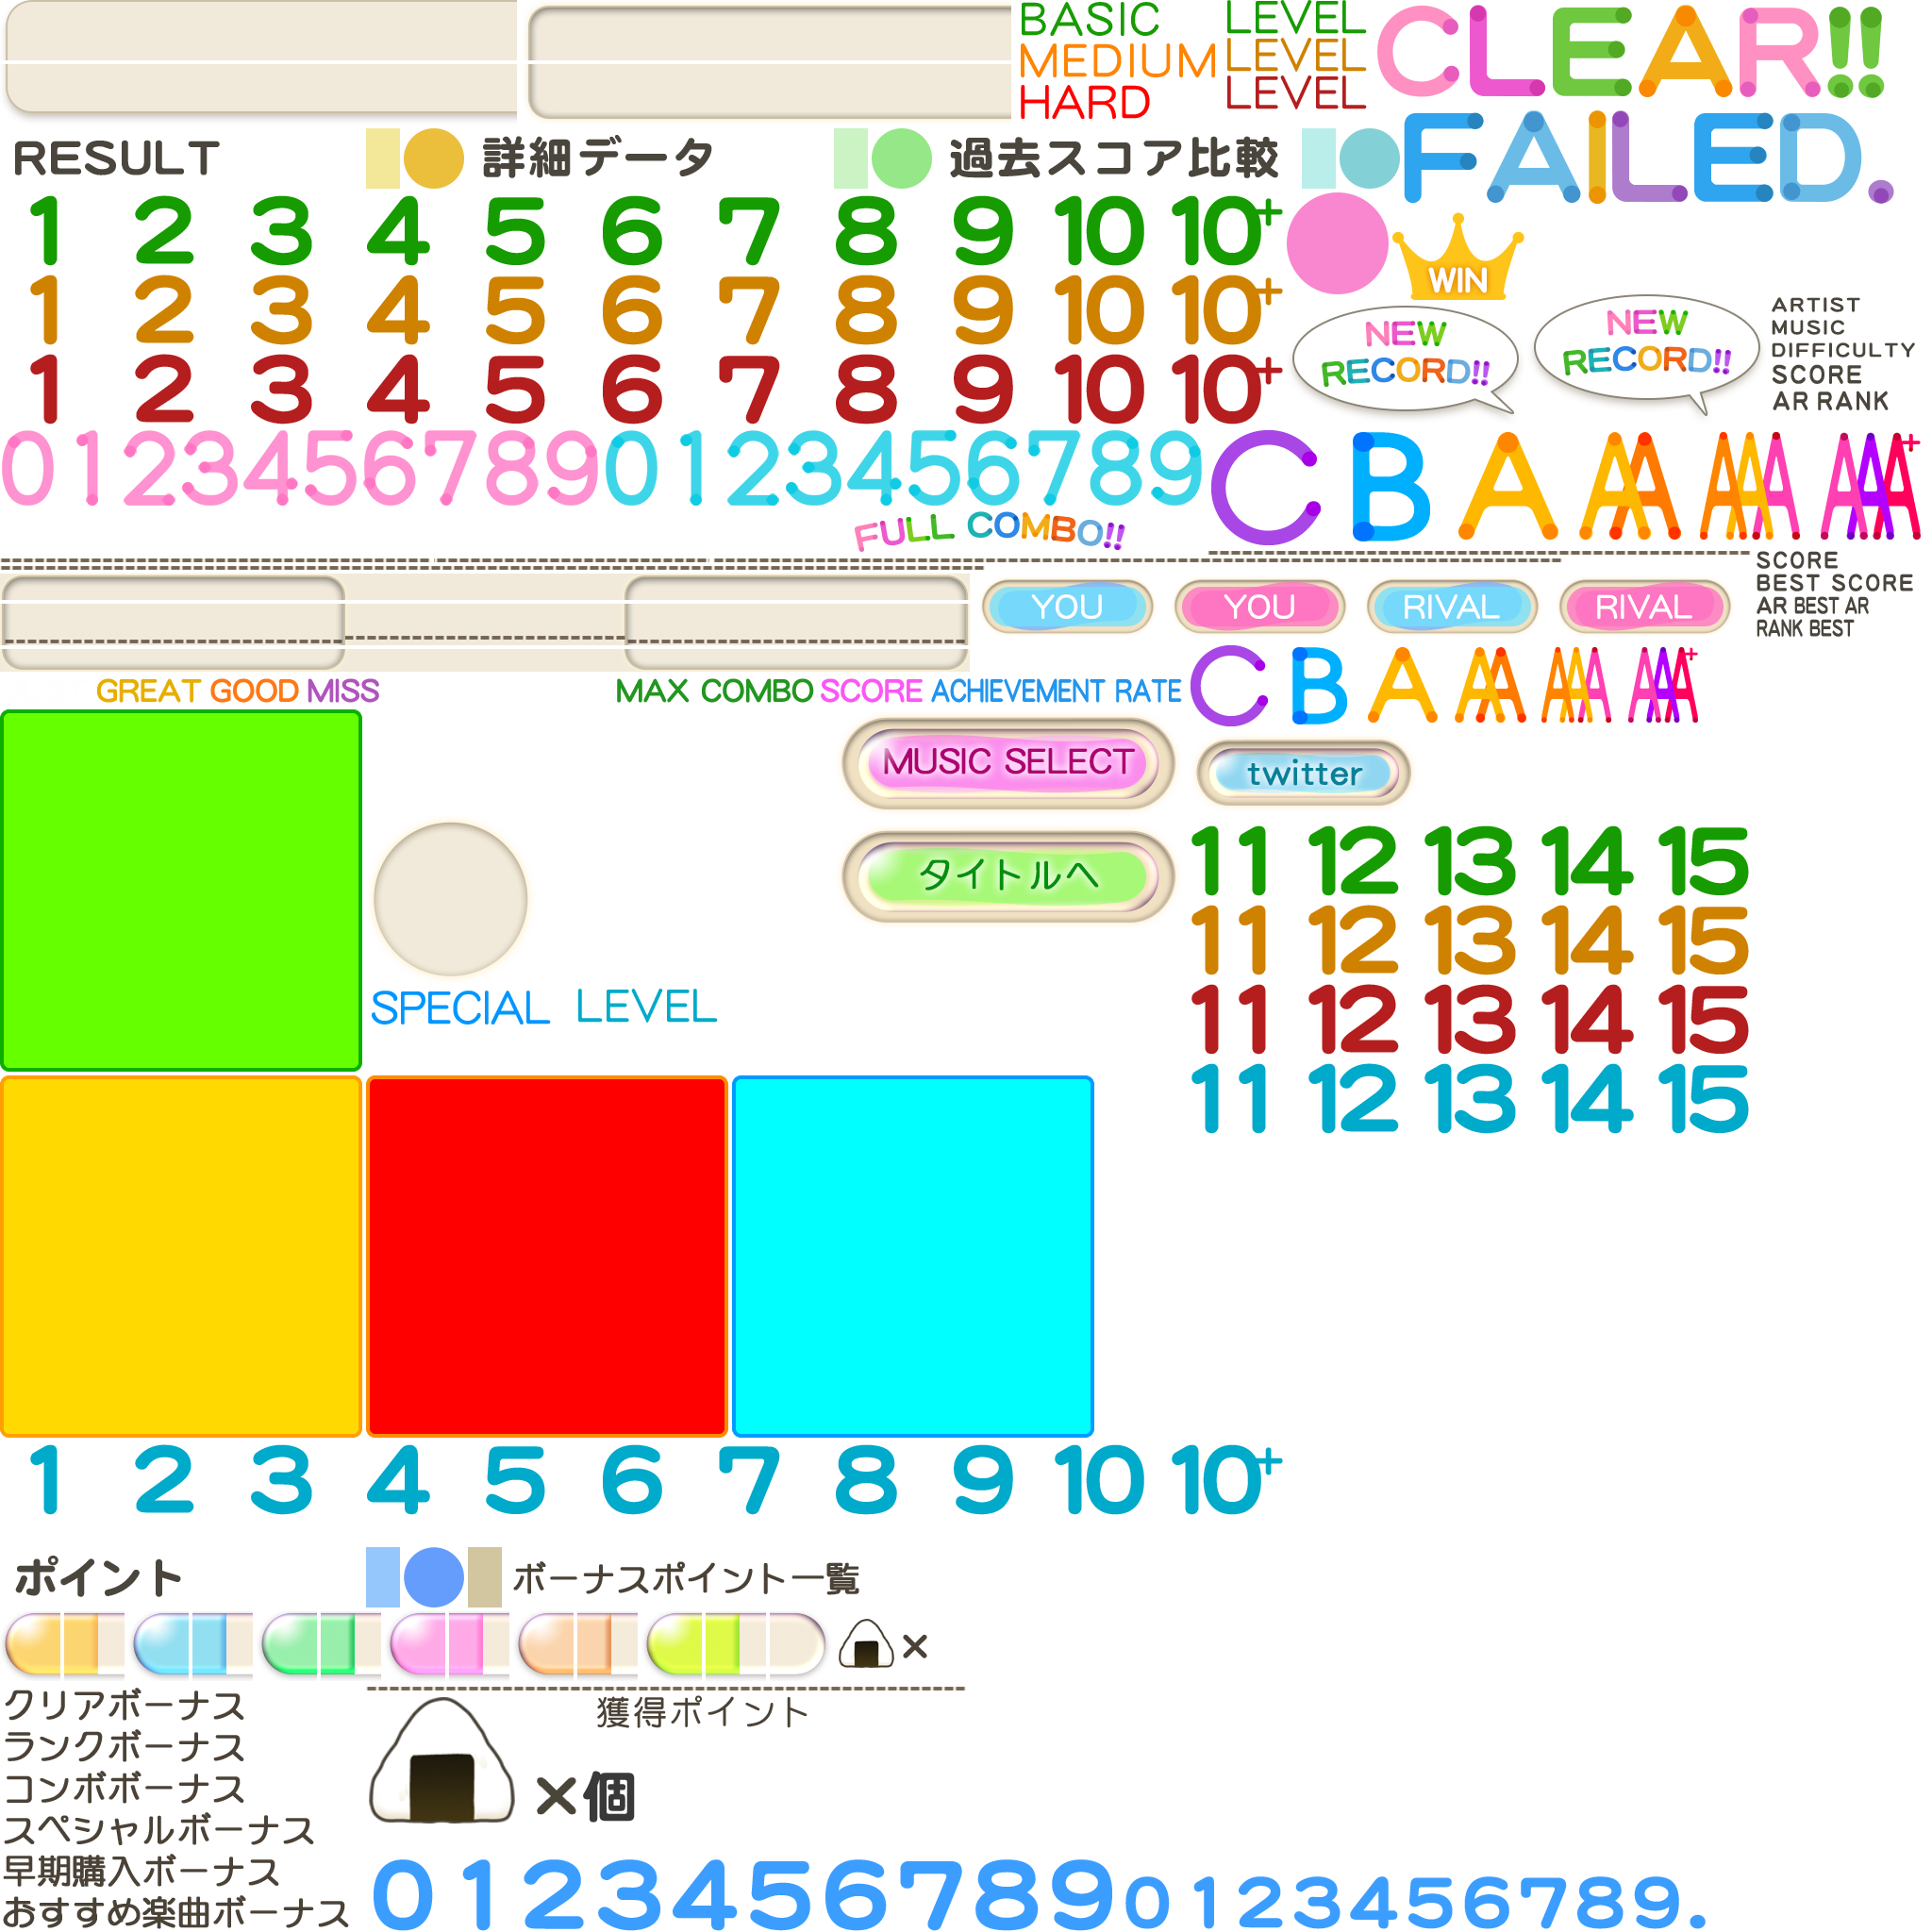 BASIC LEVEL CLEAR!!
MEDIUM LEVEL
HARD LEVEL
RESULT 詳細データ 過去スコア比較 FAILED.
1 2 3 4 5 6 7 8 9 10 10+
WIN
1 2 3 4 5 6 7 8 9 10 10+
NEW RECORD!! NEW RECORD!!
ARTIST
MUSIC
DIFFICULTY
SCORE
AR RANK
1 2 3 4 5 6 7 8 9 10 10+
0123456789 0123456789 C B A AA AAA AAA+
FULL COMBO!!
SCORE
BEST SCORE
AR BEST AR
RANK BEST
YOU YOU RIVAL RIVAL
GREAT GOOD MISS MAX COMBO SCORE ACHIEVEMENT RATE C B A AA AAA AAA+
MUSIC SELECT twitter
タイトルへ
11 12 13 14 15
11 12 13 14 15
SPECIAL LEVEL
11 12 13 14 15
11 12 13 14 15
1 2 3 4 5 6 7 8 9 10 10+
ポイント ボーナスポイント一覧
×
クリアボーナス 獲得ポイント
ランクボーナス
コンボボーナス ×個
スペシャルボーナス
早期購入ボーナス
おすすめ楽曲ボーナス
0123456789 0123456789.